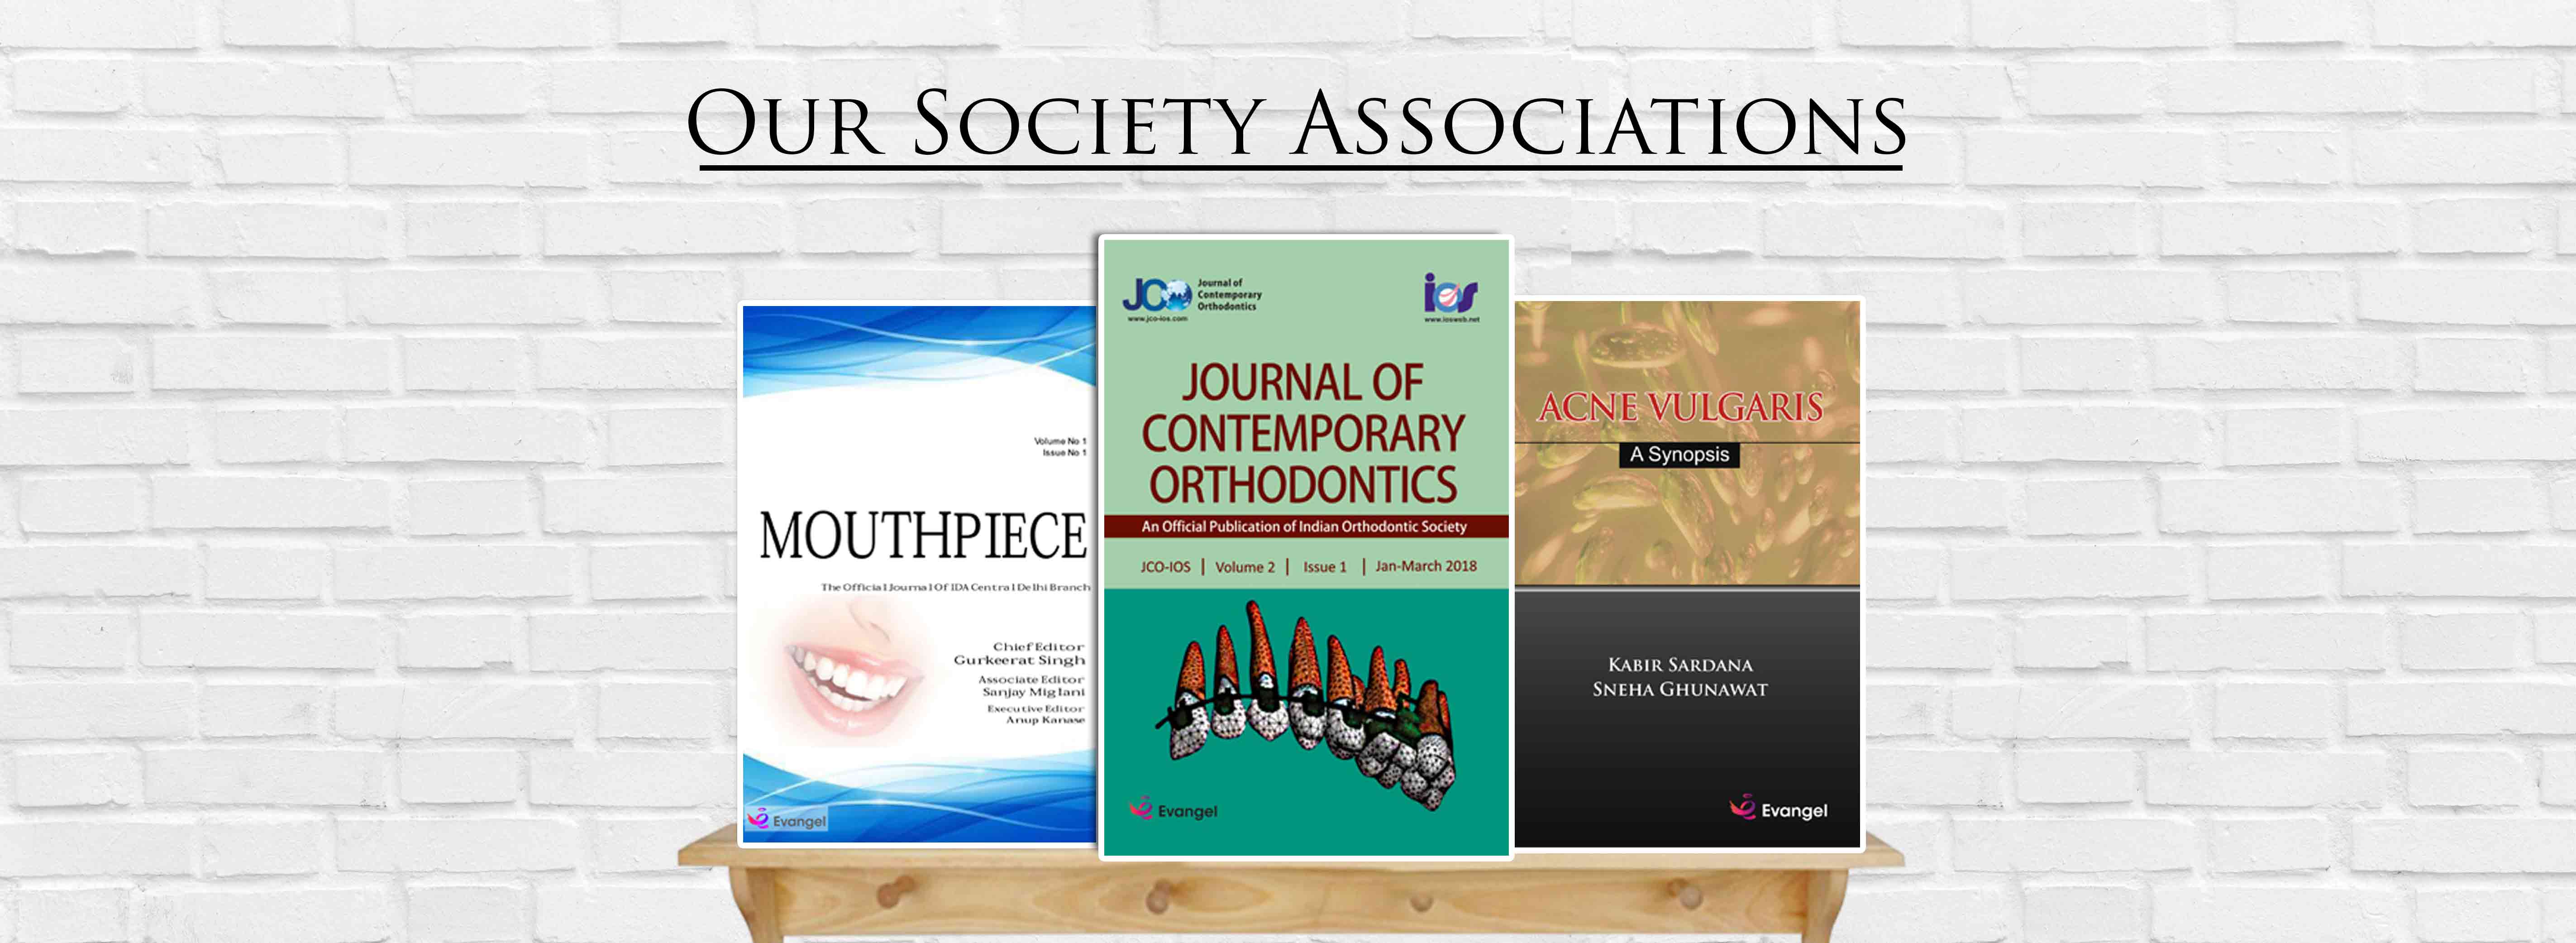 OUR SOCIETY ASSOCIATIONS
Volume No 1
Issue No 1
MOUTHPIECE
The Official Journal Of IDA Central Delhi Branch
Chief Editor
Gurkeerat Singh
Associate Editor
Sanjay Miglani
Executive Editor
Anup Kanase
Evangel
JCO
Journal of
Contemporary
Orthodontics
www.jco-ios.com
ios
www.iosweb.net
JOURNAL OF
CONTEMPORARY
ORTHODONTICS
An Official Publication of Indian Orthodontic Society
JCO-IOS | Volume 2 | Issue 1 | Jan-March 2018
Evangel
ACNE VULGARIS
A Synopsis
KABIR SARDANA
SNEHA GHUNAWAT
Evangel